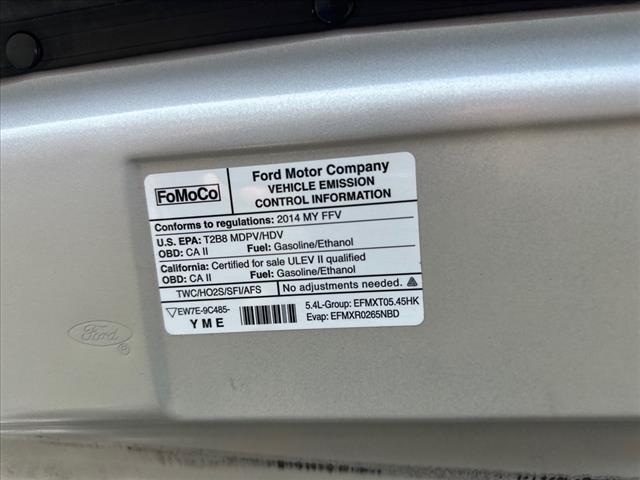 FoMoCo
Ford Motor Company
VEHICLE EMISSION
CONTROL INFORMATION
Conforms to regulations: 2014 MY FFV
U.S. EPA: T2B8 MDPV/HDV
OBD: CA II Fuel: Gasoline/Ethanol
California: Certified for sale ULEV II qualified
OBD: CA II Fuel: Gasoline/Ethanol
TWC/HO2S/SFI/AFS No adjustments needed.
EW7E-9C485- 5.4L-Group: EFMXT05.45HK
YME Evap: EFMXR0265NBD
Ford